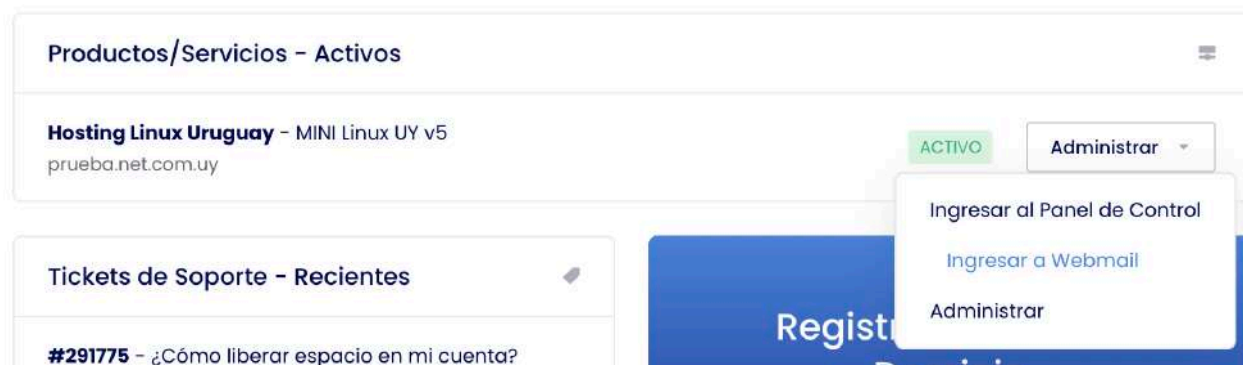 Productos/Servicios - Activos
Hosting Linux Uruguay - MINI Linux UY v5
prueba.net.com.uy
ACTIVO
Administrar
Ingresar al Panel de Control
Ingresar a Webmail
Administrar
Tickets de Soporte - Recientes
#291775 - ¿Cómo liberar espacio en mi cuenta?